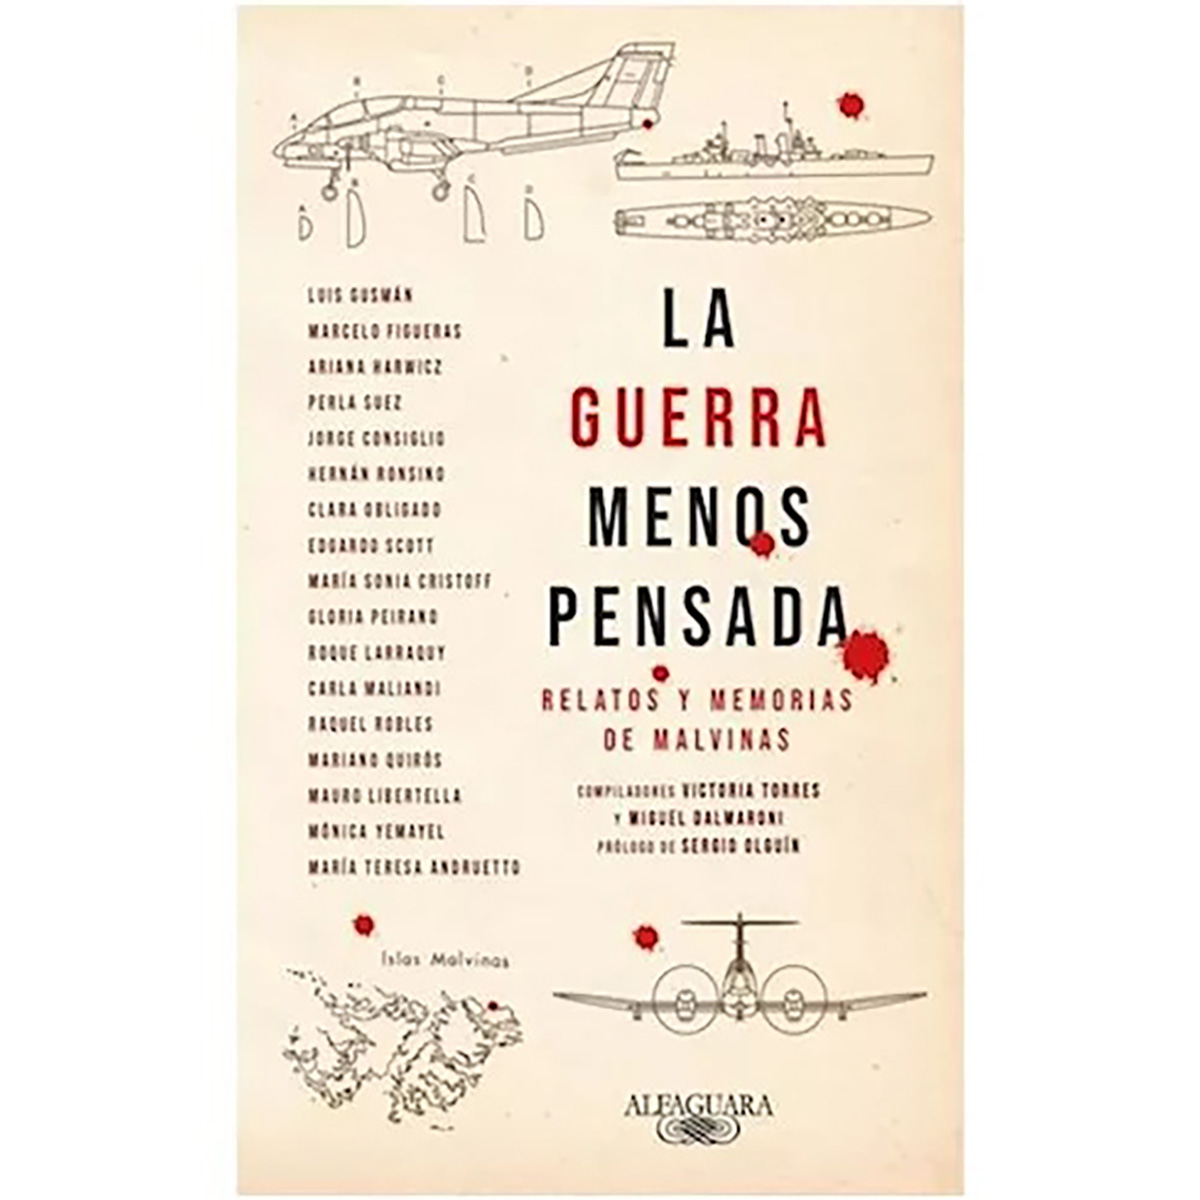 A
B
C
D
A
B
C
D
LUIS GUSMÁN
MARCELO FIGUERAS
ARIANA HARWICZ
PERLA SUEZ
JORGE CONSIGLIO
HERNÁN RONSINO
CLARA OBLIGADO
EDGARDO SCOTT
MARÍA SONIA CRISTOFF
GLORIA PEIRANO
ROQUE LARRAQUY
CARLA MALIANDI
RAQUEL ROBLES
MARIANO QUIRÓS
MAURO LIBERTELLA
MÓNICA YEMAYEL
MARÍA TERESA ANDRUETTO
LA
GUERRA
MENOS
PENSADA
RELATOS Y MEMORIAS
DE MALVINAS
COMPILADORES VICTORIA TORRES
Y MIGUEL DALMARONI
PRÓLOGO DE SERGIO OLGUÍN
Islas Malvinas
ALFAGUARA